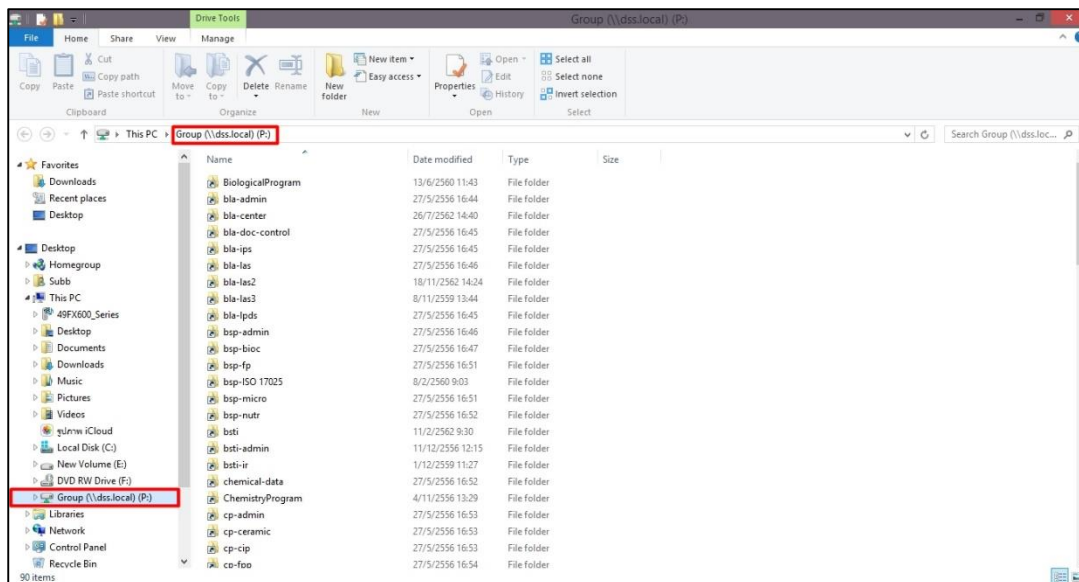 Drive Tools
Group (\\dss.local) (P:)
File Home Share View Manage
Copy
Paste
Cut
Copy path
Paste shortcut
Clipboard
Move to
Copy to
Delete
Rename
Organize
New folder
New item
Easy access
New
Properties
Open
Edit
History
Open
Select all
Select none
Invert selection
Select
This PC
Group (\\dss.local) (P:)
Search Group (\\dss.loc...
Favorites
Downloads
Recent places
Desktop
Desktop
Homegroup
Subb
This PC
49FX600_Series
Desktop
Documents
Downloads
Music
Pictures
Videos
รูปภาพ iCloud
Local Disk (C:)
New Volume (E:)
DVD RW Drive (F:)
Group (\\dss.local) (P:)
Libraries
Network
Control Panel
Recycle Bin
Name Date modified Type Size
BiologicalProgram 13/6/2560 11:43 File folder
bla-admin 27/5/2556 16:44 File folder
bla-center 26/7/2562 14:40 File folder
bla-doc-control 27/5/2556 16:45 File folder
bla-ips 27/5/2556 16:45 File folder
bla-las 27/5/2556 16:46 File folder
bla-las2 18/11/2562 14:24 File folder
bla-las3 8/11/2559 13:44 File folder
bla-lpds 27/5/2556 16:45 File folder
bsp-admin 27/5/2556 16:46 File folder
bsp-bioc 27/5/2556 16:47 File folder
bsp-fp 27/5/2556 16:51 File folder
bsp-ISO 17025 8/2/2560 9:03 File folder
bsp-micro 27/5/2556 16:51 File folder
bsp-nutr 27/5/2556 16:52 File folder
bsti 11/2/2562 9:30 File folder
bsti-admin 11/12/2556 12:15 File folder
bsti-ir 1/12/2559 11:27 File folder
chemical-data 27/5/2556 16:52 File folder
ChemistryProgram 4/11/2556 13:29 File folder
cp-admin 27/5/2556 16:53 File folder
cp-ceramic 27/5/2556 16:53 File folder
cp-cip 27/5/2556 16:53 File folder
cp-fpp 27/5/2556 16:54 File folder
90 items